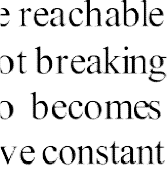 e reachable
ot breaking
o becomes
ve constant